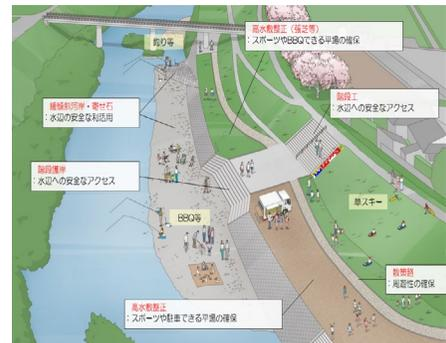 釣り等
高水敷整正（張芝等）
：スポーツやBBQできる平場の確保
緩傾斜河岸・寄せ石
：水辺の安全な利活用
階段工
：水辺への安全なアクセス
階段護岸
：水辺への安全なアクセス
BBQ等
草スキー
散策路
：周遊性の確保
高水敷整正
：スポーツや駐車できる平場の確保